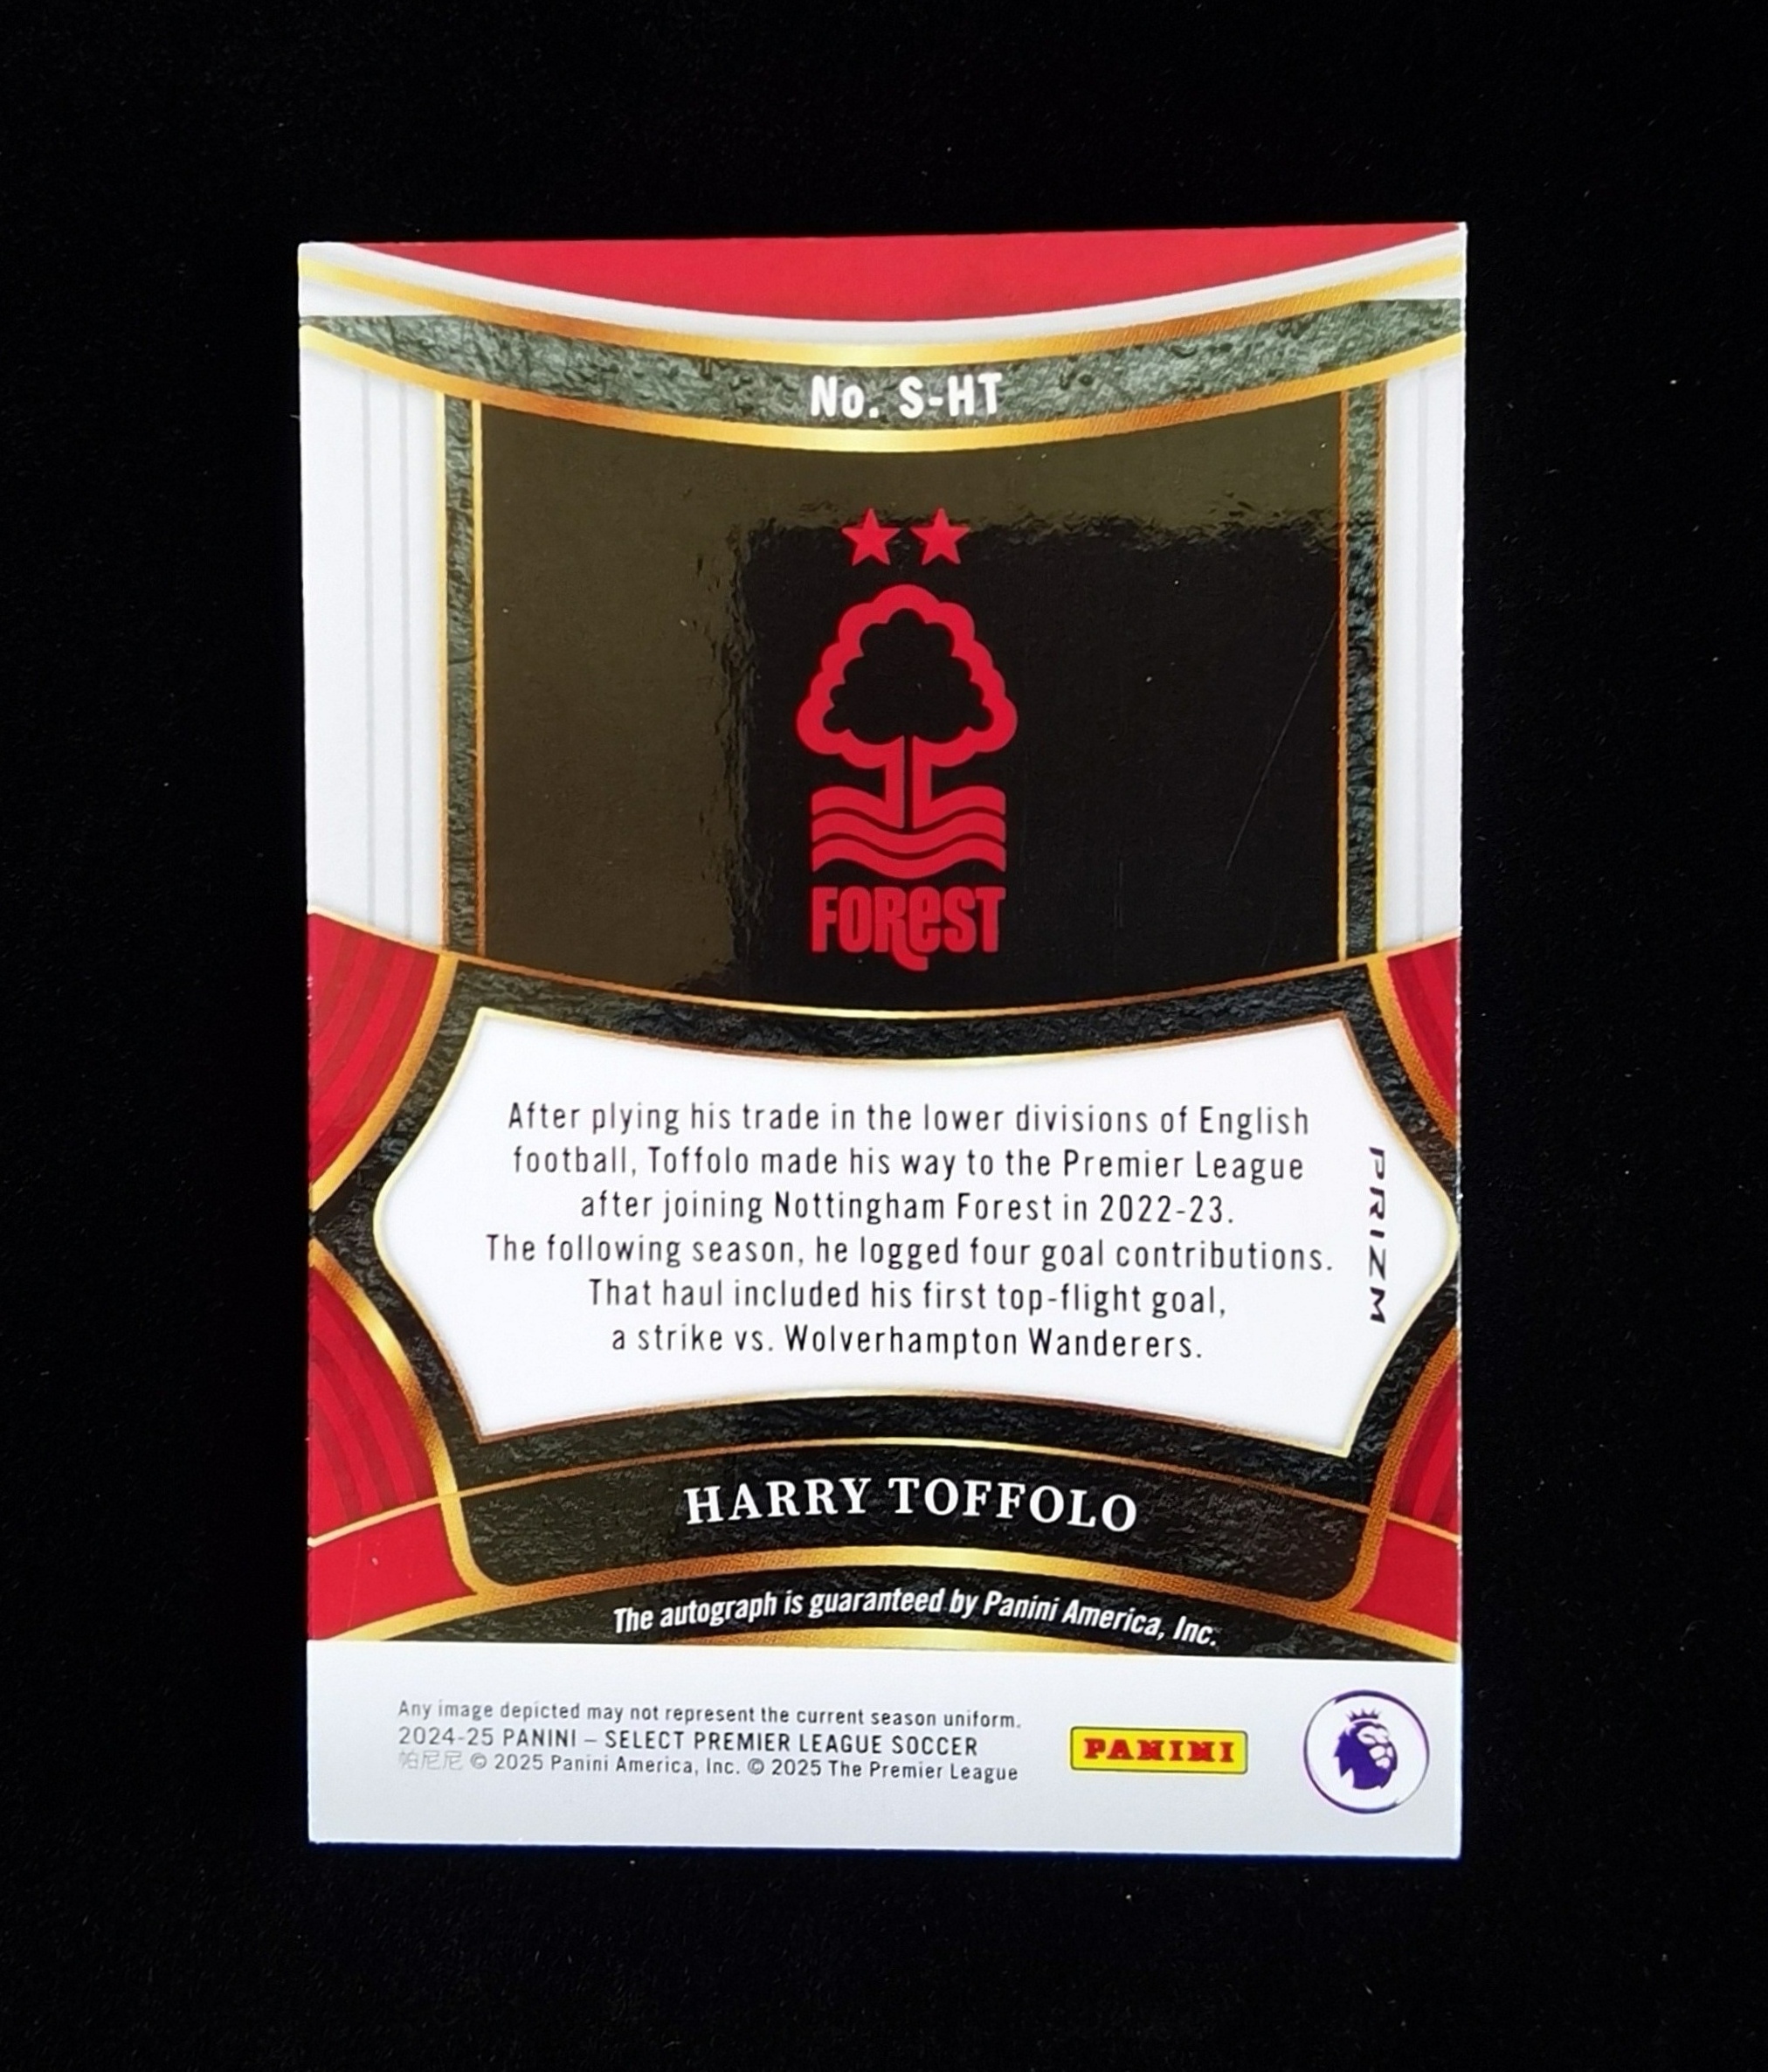 No. S-HT
FOREST
After plying his trade in the lower divisions of English
football, Toffolo made his way to the Premier League
after joining Nottingham Forest in 2022-23.
The following season, he logged four goal contributions.
That haul included his first top-flight goal,
a strike vs. Wolverhampton Wanderers.
PRIZM
HARRY TOFFOLO
The autograph is guaranteed by Panini America, Inc.
Any image depicted may not represent the current season uniform.
2024-25 PANINI – SELECT PREMIER LEAGUE SOCCER
帕尼尼 © 2025 Panini America, Inc. © 2025 The Premier League
PANINI